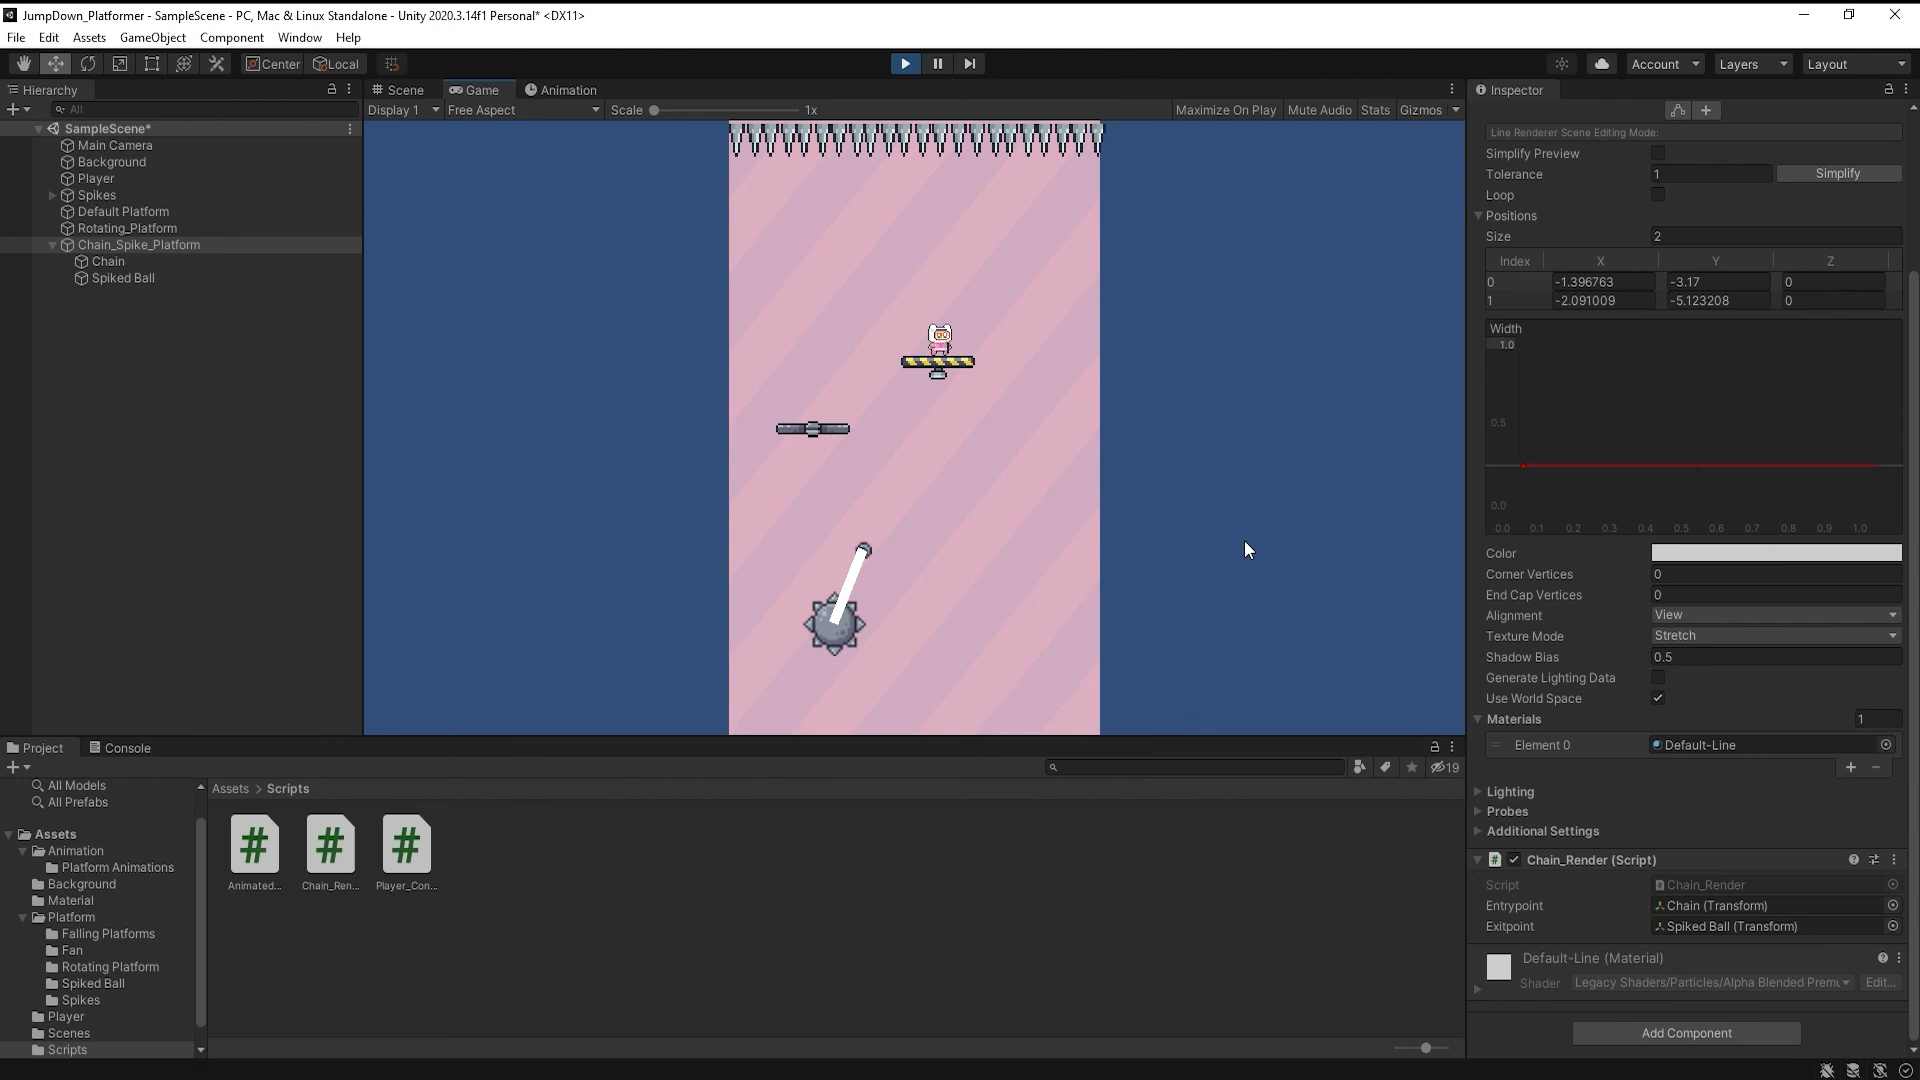 JumpDown_Platformer - SampleScene - PC, Mac & Linux Standalone - Unity 2020.3.14f1 Personal* <DX11>
File Edit Assets GameObject Component Window Help
Center Local Account Layers Layout
Hierarchy
All
SampleScene*
Main Camera
Background
Player
Spikes
Default Platform
Rotating_Platform
Chain_Spike_Platform
Chain
Spiked Ball
Scene Game Animation
Display 1 Free Aspect Scale 1x Maximize On Play Mute Audio Stats Gizmos
Inspector
Line Renderer Scene Editing Mode:
Simplify Preview
Tolerance 1 Simplify
Loop
Positions
Size 2
Index X Y Z
0 -1.396763 -3.17 0
1 -2.091009 -5.123208 0
Width
1.0
0.5
0.0
0.0 0.1 0.2 0.3 0.4 0.5 0.6 0.7 0.8 0.9 1.0
Color
Corner Vertices 0
End Cap Vertices 0
Alignment View
Texture Mode Stretch
Shadow Bias 0.5
Generate Lighting Data
Use World Space
Materials 1
Element 0 Default-Line
Lighting
Probes
Additional Settings
# Chain_Render (Script)
Script Chain_Render
Entrypoint Chain (Transform)
Exitpoint Spiked Ball (Transform)
Default-Line (Material)
Shader Legacy Shaders/Particles/Alpha Blended Premu Edit...
Add Component
Project Console
19
All Models
All Prefabs
Assets
Animation
Platform Animations
Background
Material
Platform
Falling Platforms
Fan
Rotating Platform
Spiked Ball
Spikes
Player
Scenes
Scripts
Assets > Scripts
# # #
Animated... Chain_Ren... Player_Con...